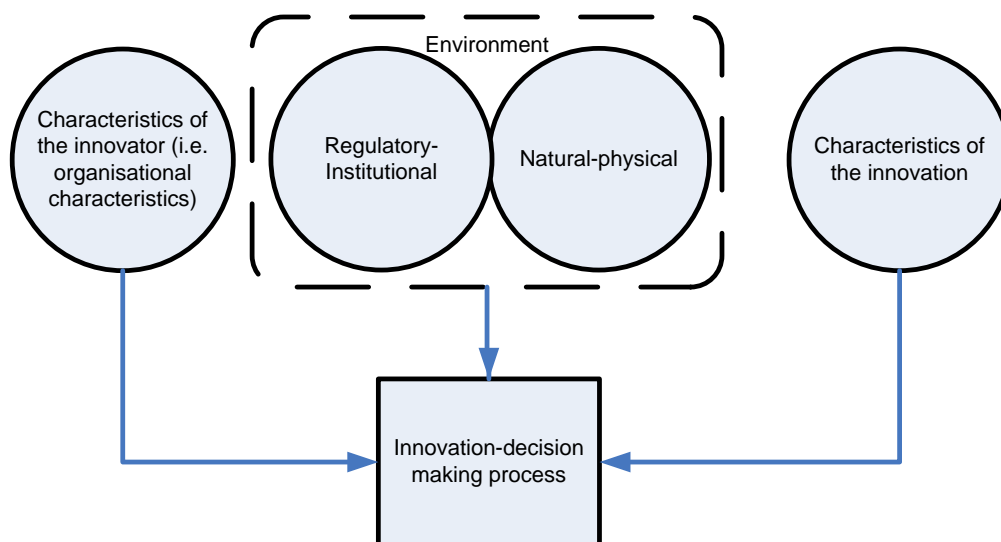 Environment
Characteristics of
the innovator (i.e.
organisational
characteristics)
Regulatory-
Institutional
Natural-physical
Characteristics of
the innovation
Innovation-decision
making process